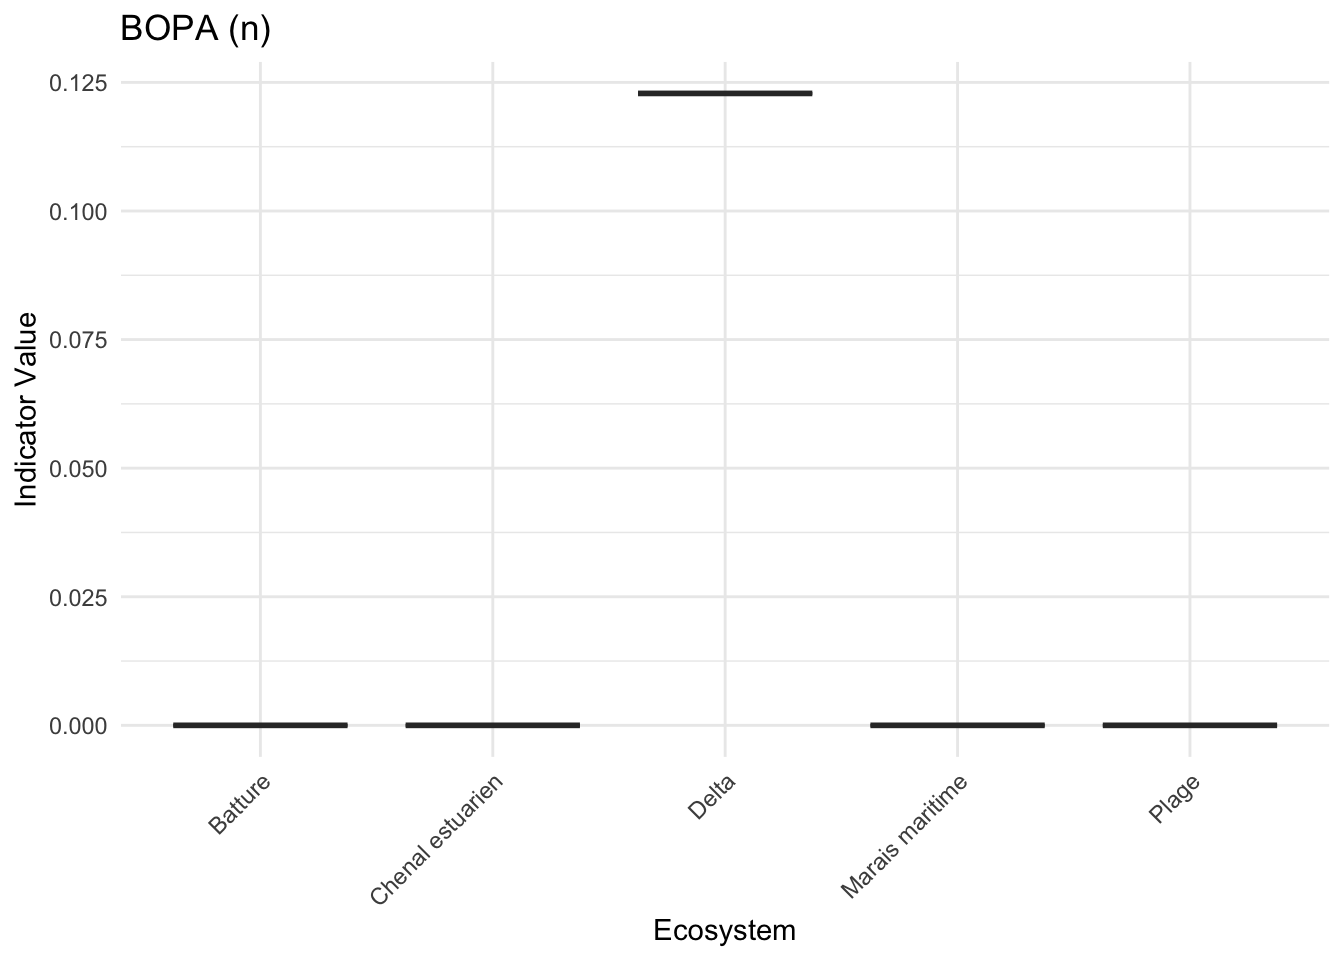 BOPA (n)
0.125
0.100
0.075
0.050
0.025
0.000
Indicator Value
Batture
Chenal estuarien
Delta
Marais maritime
Plage
Ecosystem